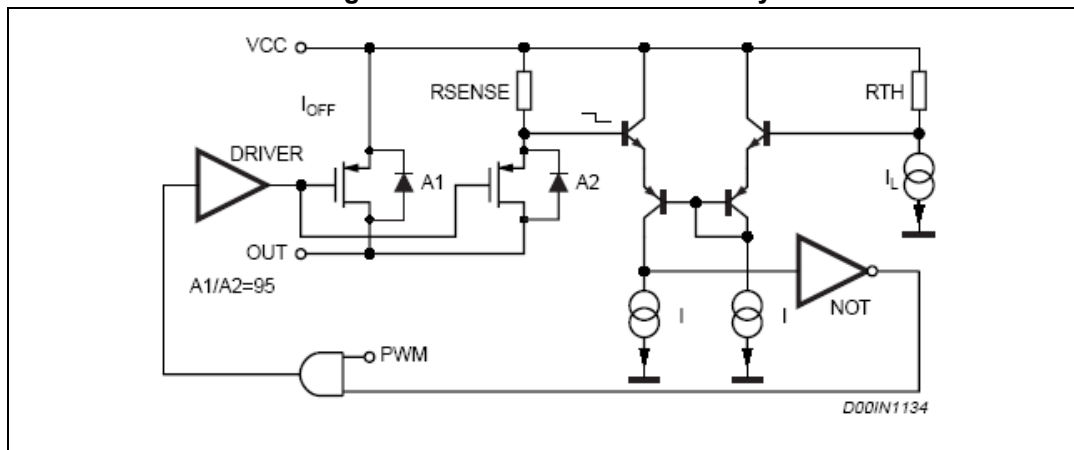 VCC
IOFF
RSENSE
RTH
DRIVER
A1
A2
IL
OUT
A1/A2=95
I
I
NOT
PWM
D00IN1134